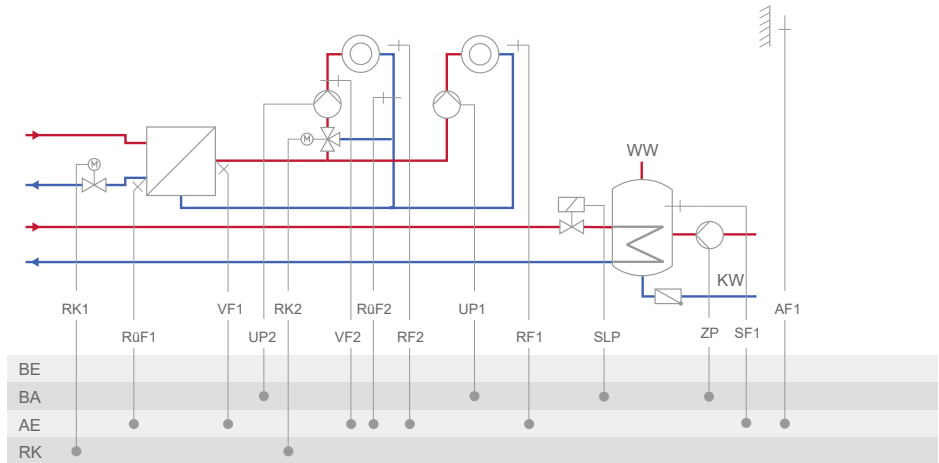 M
M
WW
KW
RK1
VF1
RK2
RüF2
UP1
AF1
RüF1
UP2
VF2
RF2
RF1
SLP
ZP
SF1
BE
BA
AE
RK